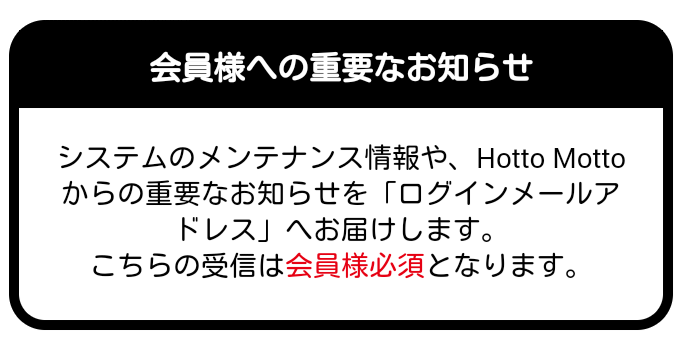 会員様への重要なお知らせ
システムのメンテナンス情報や、Hotto Motto
からの重要なお知らせを「ログインメールア
ドレス」へお届けします。
こちらの受信は会員様必須となります。